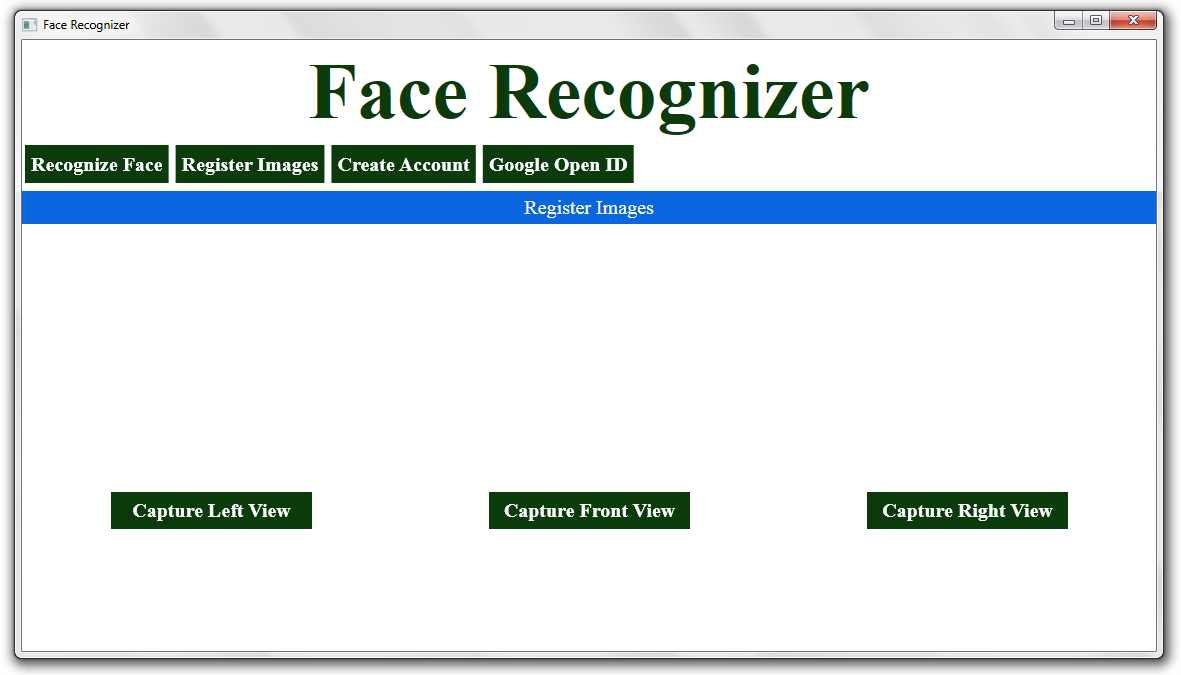 Face Recognizer
Face Recognizer
Recognize Face Register Images Create Account Google Open ID
Register Images
Capture Left View Capture Front View Capture Right View